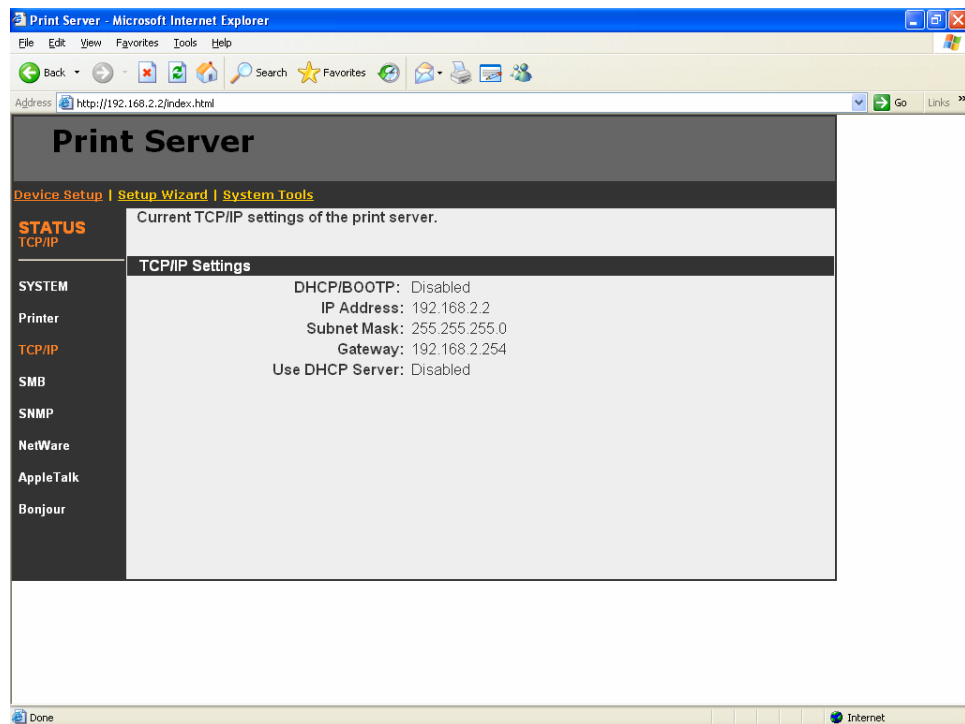 Print Server - Microsoft Internet Explorer
File Edit View Favorites Tools Help
Back Search Favorites
Address http://192.168.2.2/index.html Go Links »
Print Server
Device Setup | Setup Wizard | System Tools
STATUS
TCP/IP
Current TCP/IP settings of the print server.
TCP/IP Settings
DHCP/BOOTP: Disabled
IP Address: 192.168.2.2
Subnet Mask: 255.255.255.0
Gateway: 192.168.2.254
Use DHCP Server: Disabled
SYSTEM
Printer
TCP/IP
SMB
SNMP
NetWare
AppleTalk
Bonjour
Done Internet